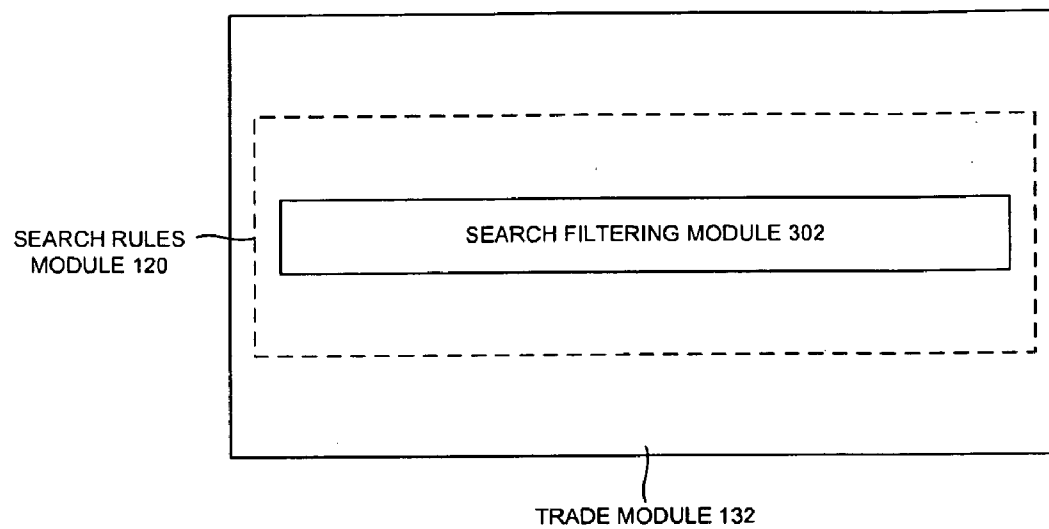 SEARCH RULES
MODULE 120
SEARCH FILTERING MODULE 302
TRADE MODULE 132